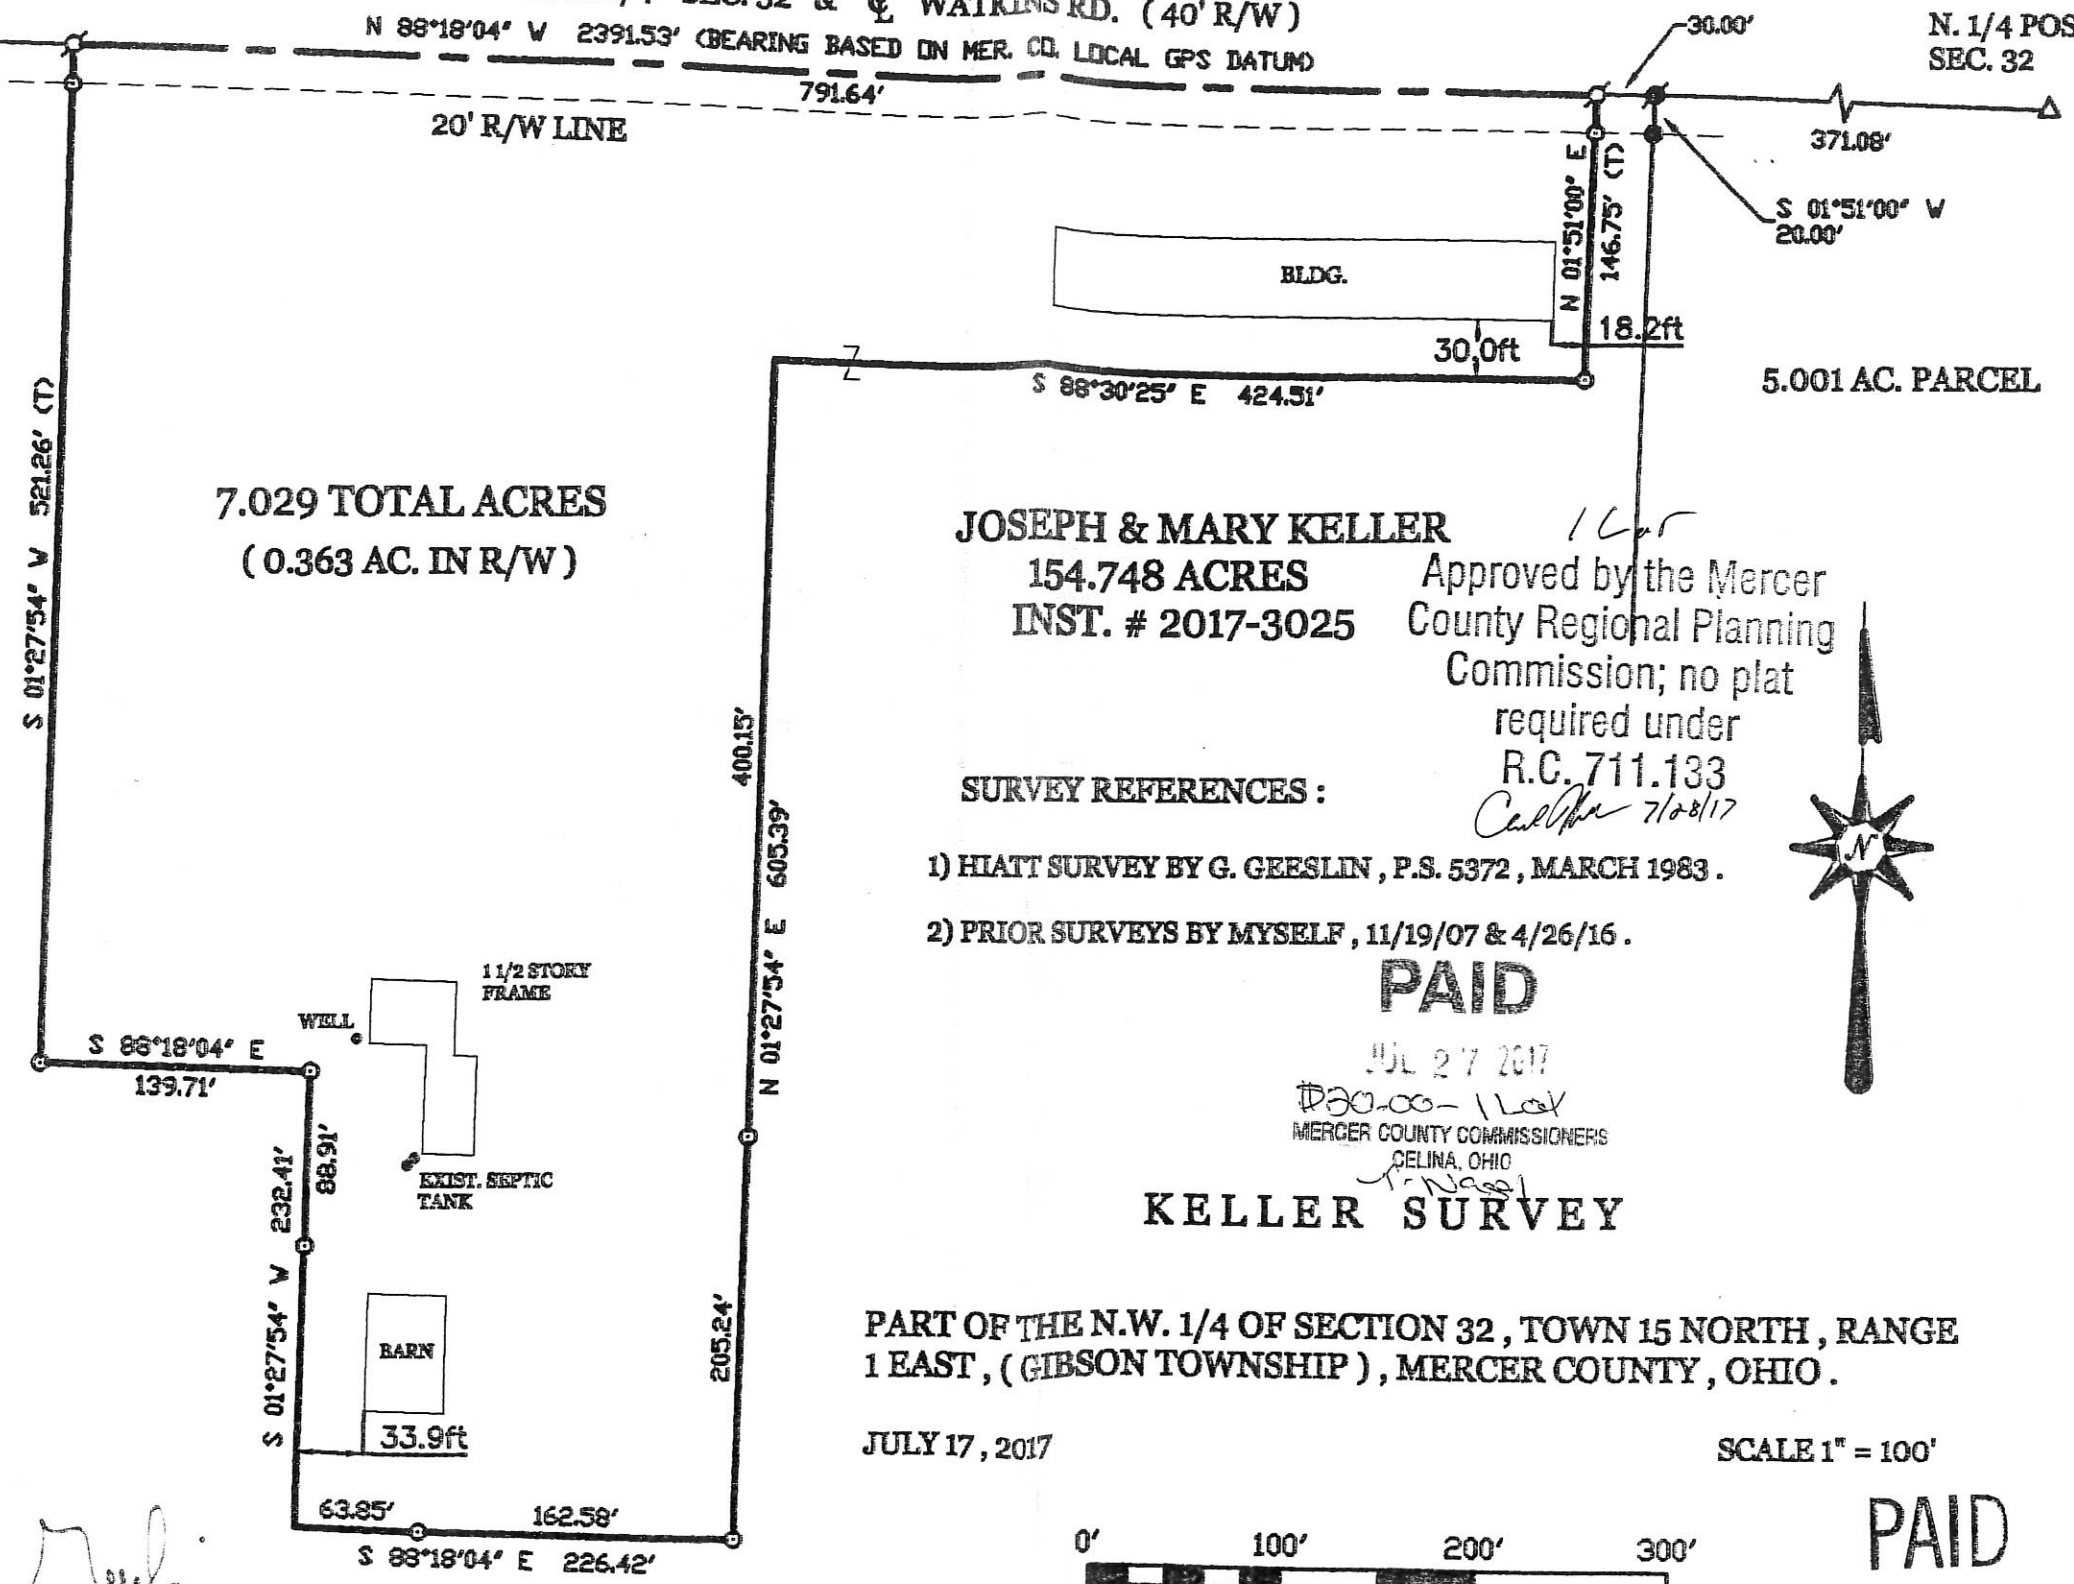 SEC. 32 & ℄ WATKINS RD. (40' R/W)
N 88°18'04" W 2391.53' (BEARING BASED ON MER. CO. LOCAL GPS DATUM)
30.00'
N. 1/4 POS
SEC. 32
791.64'
20' R/W LINE
371.08'
S 01°51'00" W
20.00'
N 01°51'00" E
146.75' (T)
BLDG.
18.2ft
30.0ft
S 88°30'25" E 424.51'
5.001 AC. PARCEL
S 01°27'54" W 521.26' (T)
7.029 TOTAL ACRES
( 0.363 AC. IN R/W )
JOSEPH & MARY KELLER
154.748 ACRES
INST. # 2017-3025
Approved by the Mercer
County Regional Planning
Commission; no plat
required under
R.C. 711.133
7/28/17
400.15'
N 01°27'54" E 605.39'
SURVEY REFERENCES :
1) HIATT SURVEY BY G. GEESLIN , P.S. 5372 , MARCH 1983 .
2) PRIOR SURVEYS BY MYSELF , 11/19/07 & 4/26/16 .
N
PAID
JUL 27 2017
$30.00 - 1 Lot
MERCER COUNTY COMMISSIONERS
CELINA, OHIO
1 1/2 STORY
FRAME
WELL
S 88°18'04" E
139.71'
88.91'
S 01°27'54" W 232.41'
EXIST. SEPTIC
TANK
BARN
33.9ft
205.24'
63.85' 162.58'
S 88°18'04" E 226.42'
KELLER SURVEY
PART OF THE N.W. 1/4 OF SECTION 32 , TOWN 15 NORTH , RANGE
1 EAST , ( GIBSON TOWNSHIP ) , MERCER COUNTY , OHIO .
JULY 17 , 2017
SCALE 1" = 100'
0' 100' 200' 300'
PAID